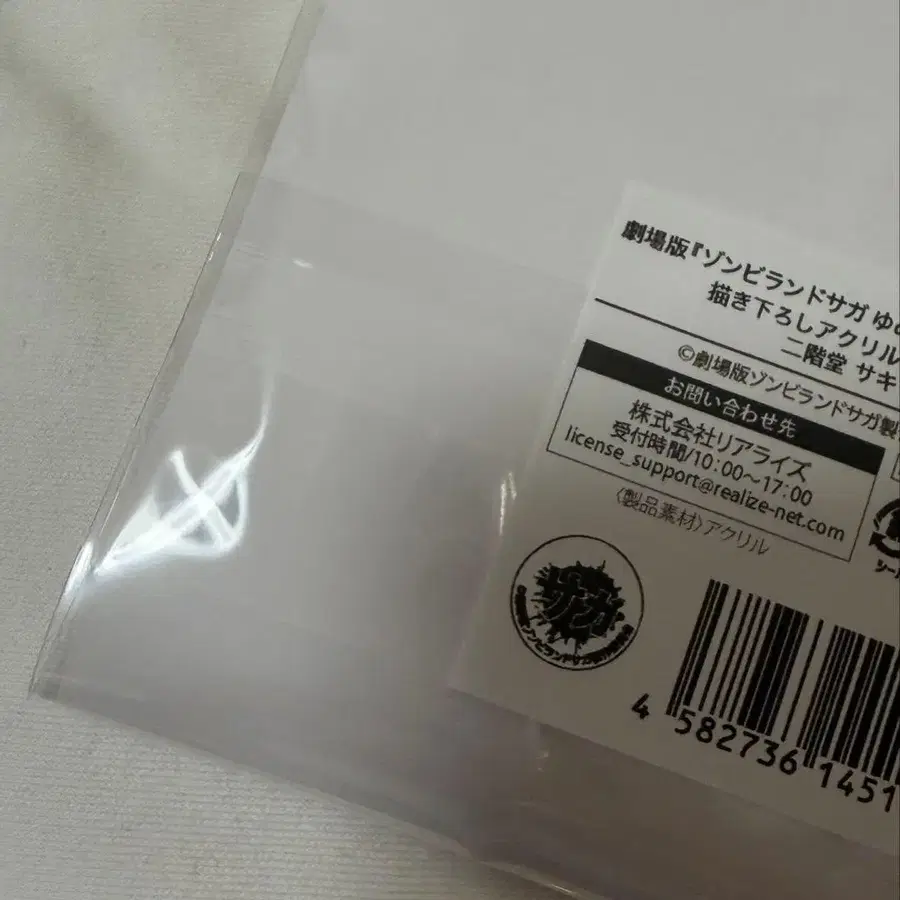 劇場版『ゾンビランドサガ ゆ
描き下ろしアクリル
二階堂 サキ
©劇場版ゾンビランドサガ製
お問い合わせ先
株式会社リアライズ
受付時間/10:00～17:00
license_support@realize-net.com
〈製品素材〉アクリル
サガ
4 582736 1451